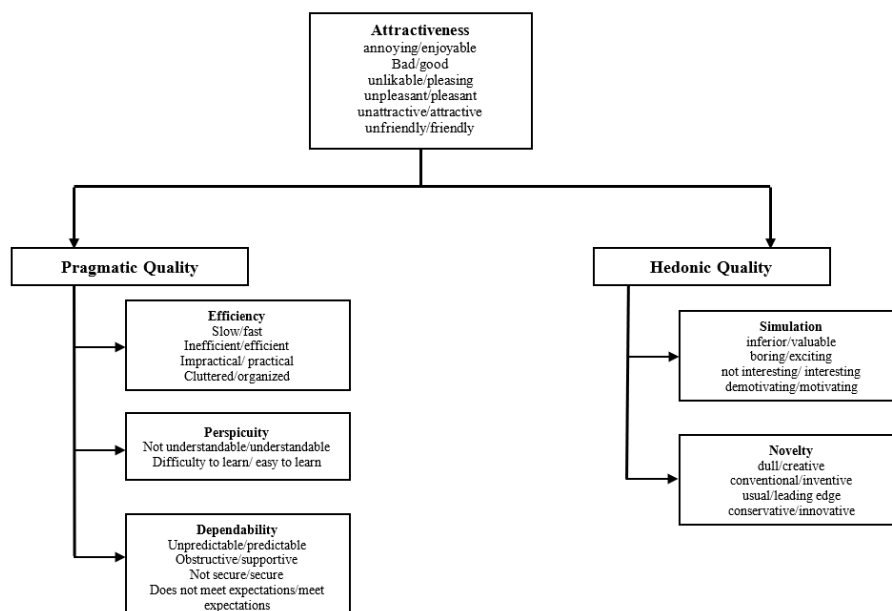 Attractiveness
annoying/enjoyable
Bad/good
unlikable/pleasing
unpleasant/pleasant
unattractive/attractive
unfriendly/friendly
Pragmatic Quality
Hedonic Quality
Efficiency
Slow/fast
Inefficient/efficient
Impractical/ practical
Cluttered/organized
Perspicuity
Not understandable/understandable
Difficulty to learn/ easy to learn
Dependability
Unpredictable/predictable
Obstructive/supportive
Not secure/secure
Does not meet expectations/meet
expectations
Simulation
inferior/valuable
boring/exciting
not interesting/ interesting
demotivating/motivating
Novelty
dull/creative
conventional/inventive
usual/leading edge
conservative/innovative